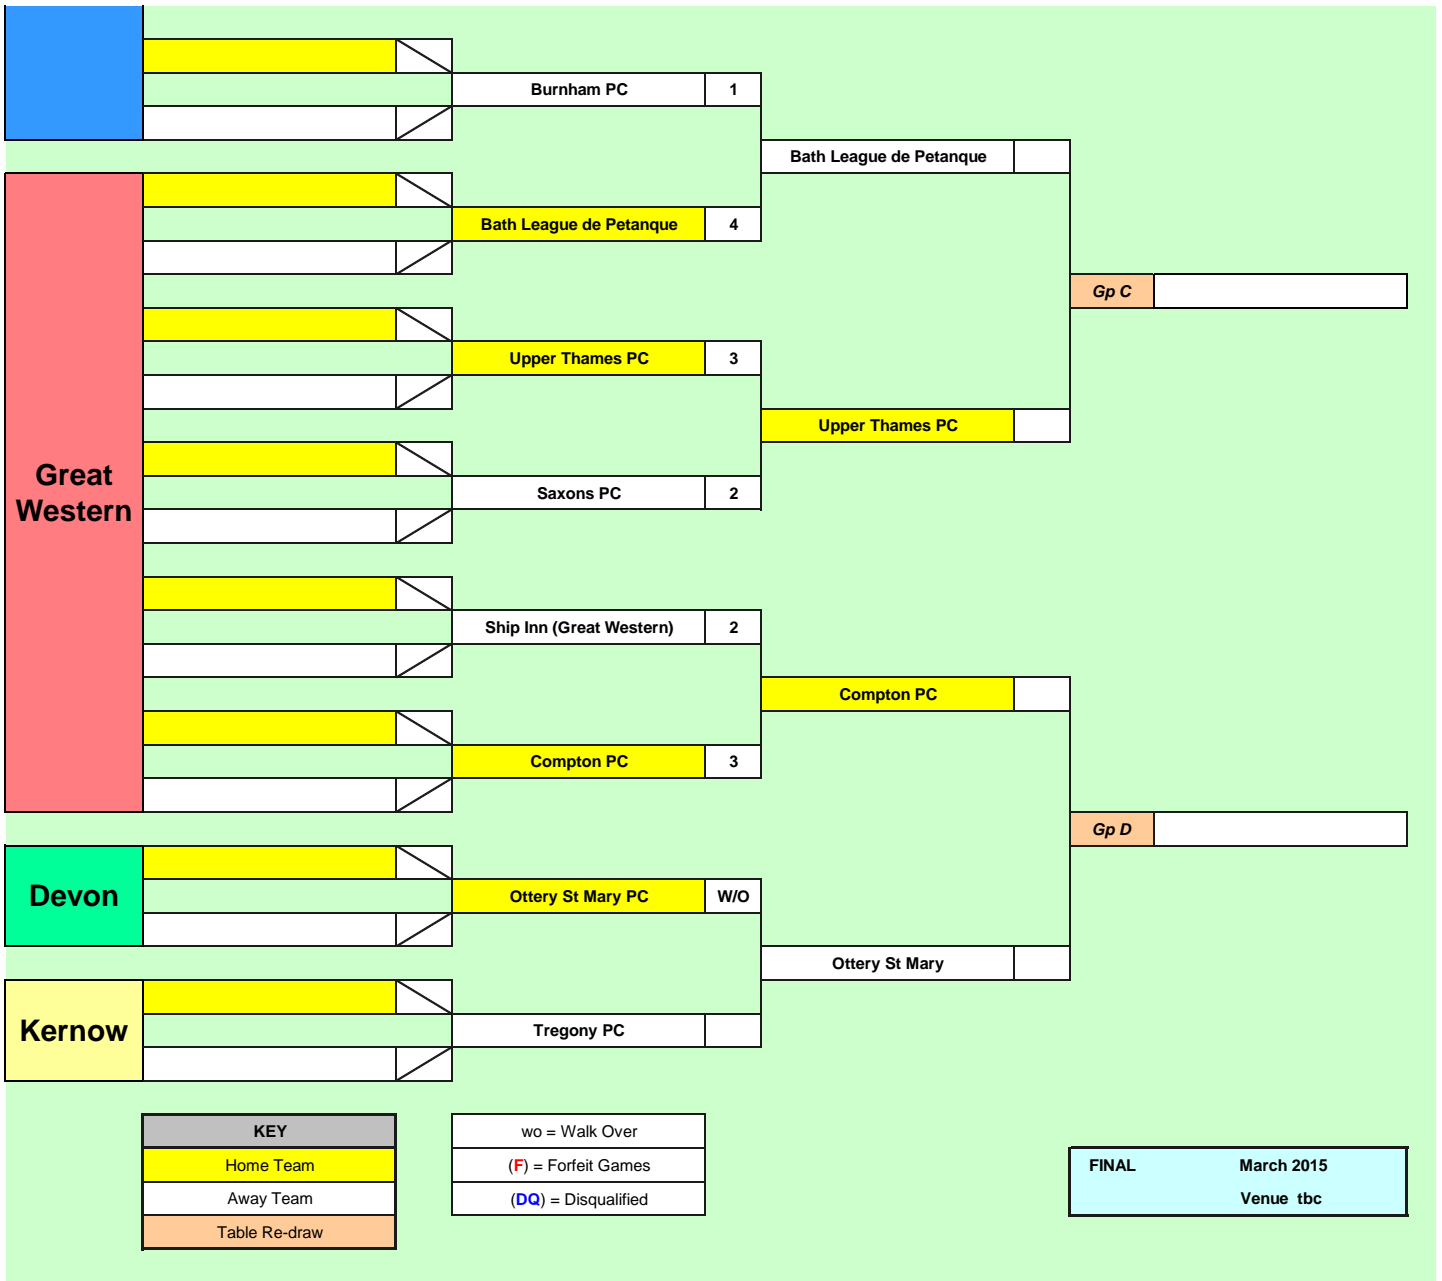 Burnham PC 1
Bath League de Petanque
Bath League de Petanque 4
Gp C
Upper Thames PC 3
Upper Thames PC
Great
Western
Saxons PC 2
Ship Inn (Great Western) 2
Compton PC
Compton PC 3
Gp D
Devon
Ottery St Mary PC W/O
Ottery St Mary
Kernow
Tregony PC
KEY
Home Team
Away Team
Table Re-draw
wo = Walk Over
(F) = Forfeit Games
(DQ) = Disqualified
FINAL March 2015
Venue tbc